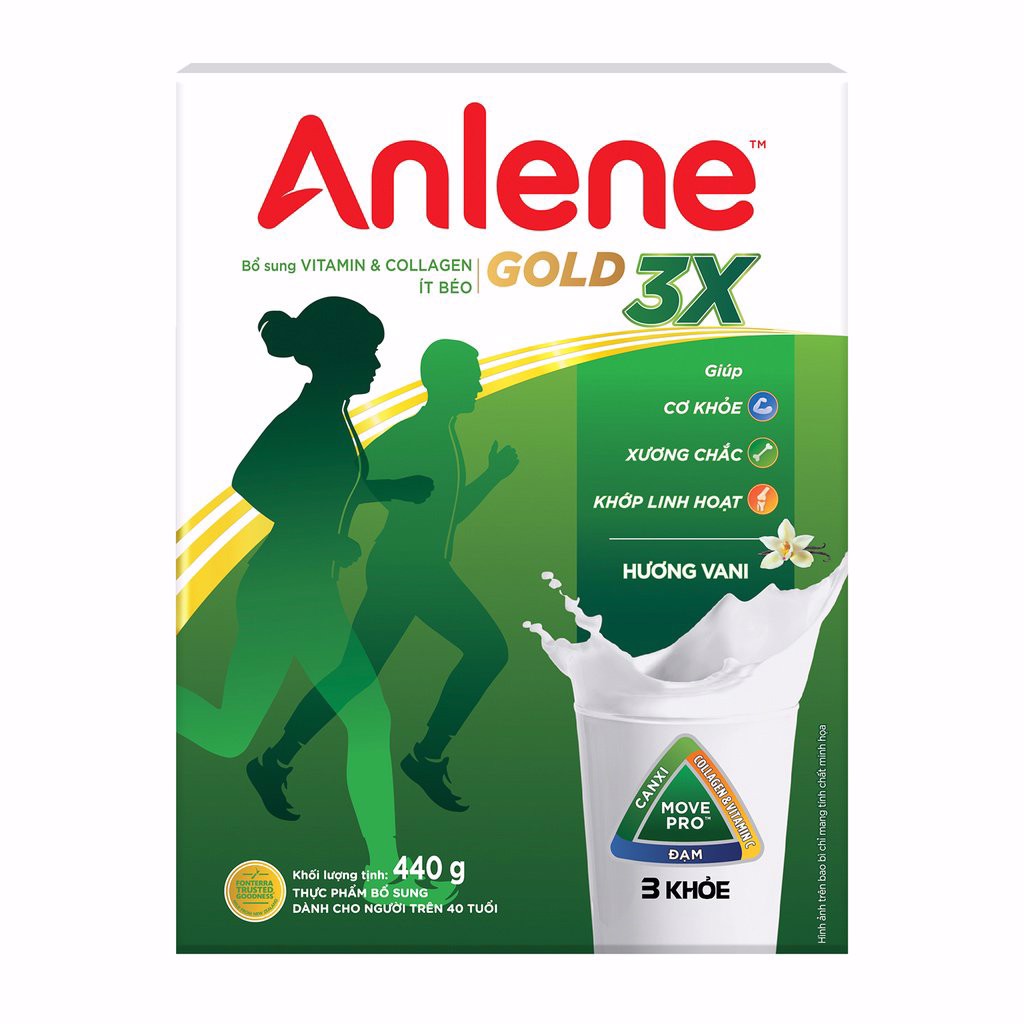 Anlene™
Bổ sung VITAMIN & COLLAGEN
ÍT BÉO
GOLD 3X
Giúp
CƠ KHỎE
XƯƠNG CHẮC
KHỚP LINH HOẠT
HƯƠNG VANI
CANXI
COLLAGEN & VITAMIN C
MOVE
PRO™
ĐẠM
3 KHỎE
FONTERRA
TRUSTED
GOODNESS
Khối lượng tịnh: 440 g
THỰC PHẨM BỔ SUNG
DÀNH CHO NGƯỜI TRÊN 40 TUỔI
Hình ảnh trên bao bì chỉ mang tính chất minh họa